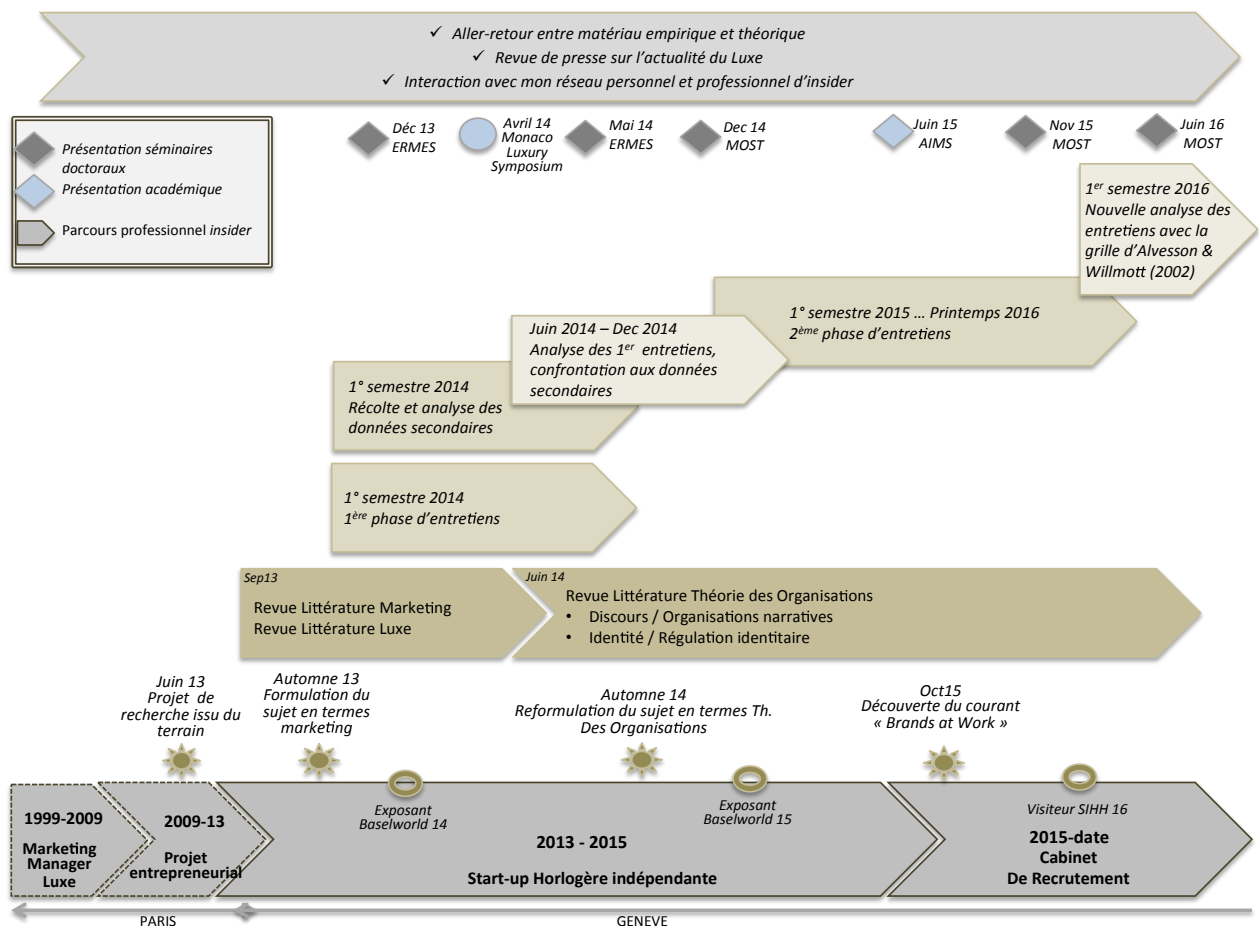 ✓ Aller-retour entre matériau empirique et théorique
✓ Revue de presse sur l'actualité du Luxe
✓ Interaction avec mon réseau personnel et professionnel d'insider
Présentation séminaires
doctoraux
Présentation académique
Parcours professionnel insider
Déc 13
ERMES
Avril 14
Monaco
Luxury
Symposium
Mai 14
ERMES
Dec 14
MOST
Juin 15
AIMS
Nov 15
MOST
Juin 16
MOST
1er semestre 2016
Nouvelle analyse des
entretiens avec la
grille d'Alvesson &
Willmott (2002)
1° semestre 2015 … Printemps 2016
2ème phase d'entretiens
Juin 2014 – Dec 2014
Analyse des 1er entretiens,
confrontation aux données
secondaires
1° semestre 2014
Récolte et analyse des
données secondaires
1° semestre 2014
1ère phase d'entretiens
Sep13
Revue Littérature Marketing
Revue Littérature Luxe
Juin 14
Revue Littérature Théorie des Organisations
• Discours / Organisations narratives
• Identité / Régulation identitaire
Juin 13
Projet de
recherche issu du
terrain
Automne 13
Formulation du
sujet en termes
marketing
Automne 14
Reformulation du sujet en termes Th.
Des Organisations
Oct15
Découverte du courant
« Brands at Work »
1999-2009
Marketing
Manager
Luxe
2009-13
Projet
entrepreneurial
Exposant
Baselworld 14
2013 - 2015
Start-up Horlogère indépendante
Exposant
Baselworld 15
Visiteur SIHH 16
2015-date
Cabinet
De Recrutement
PARIS
GENEVE